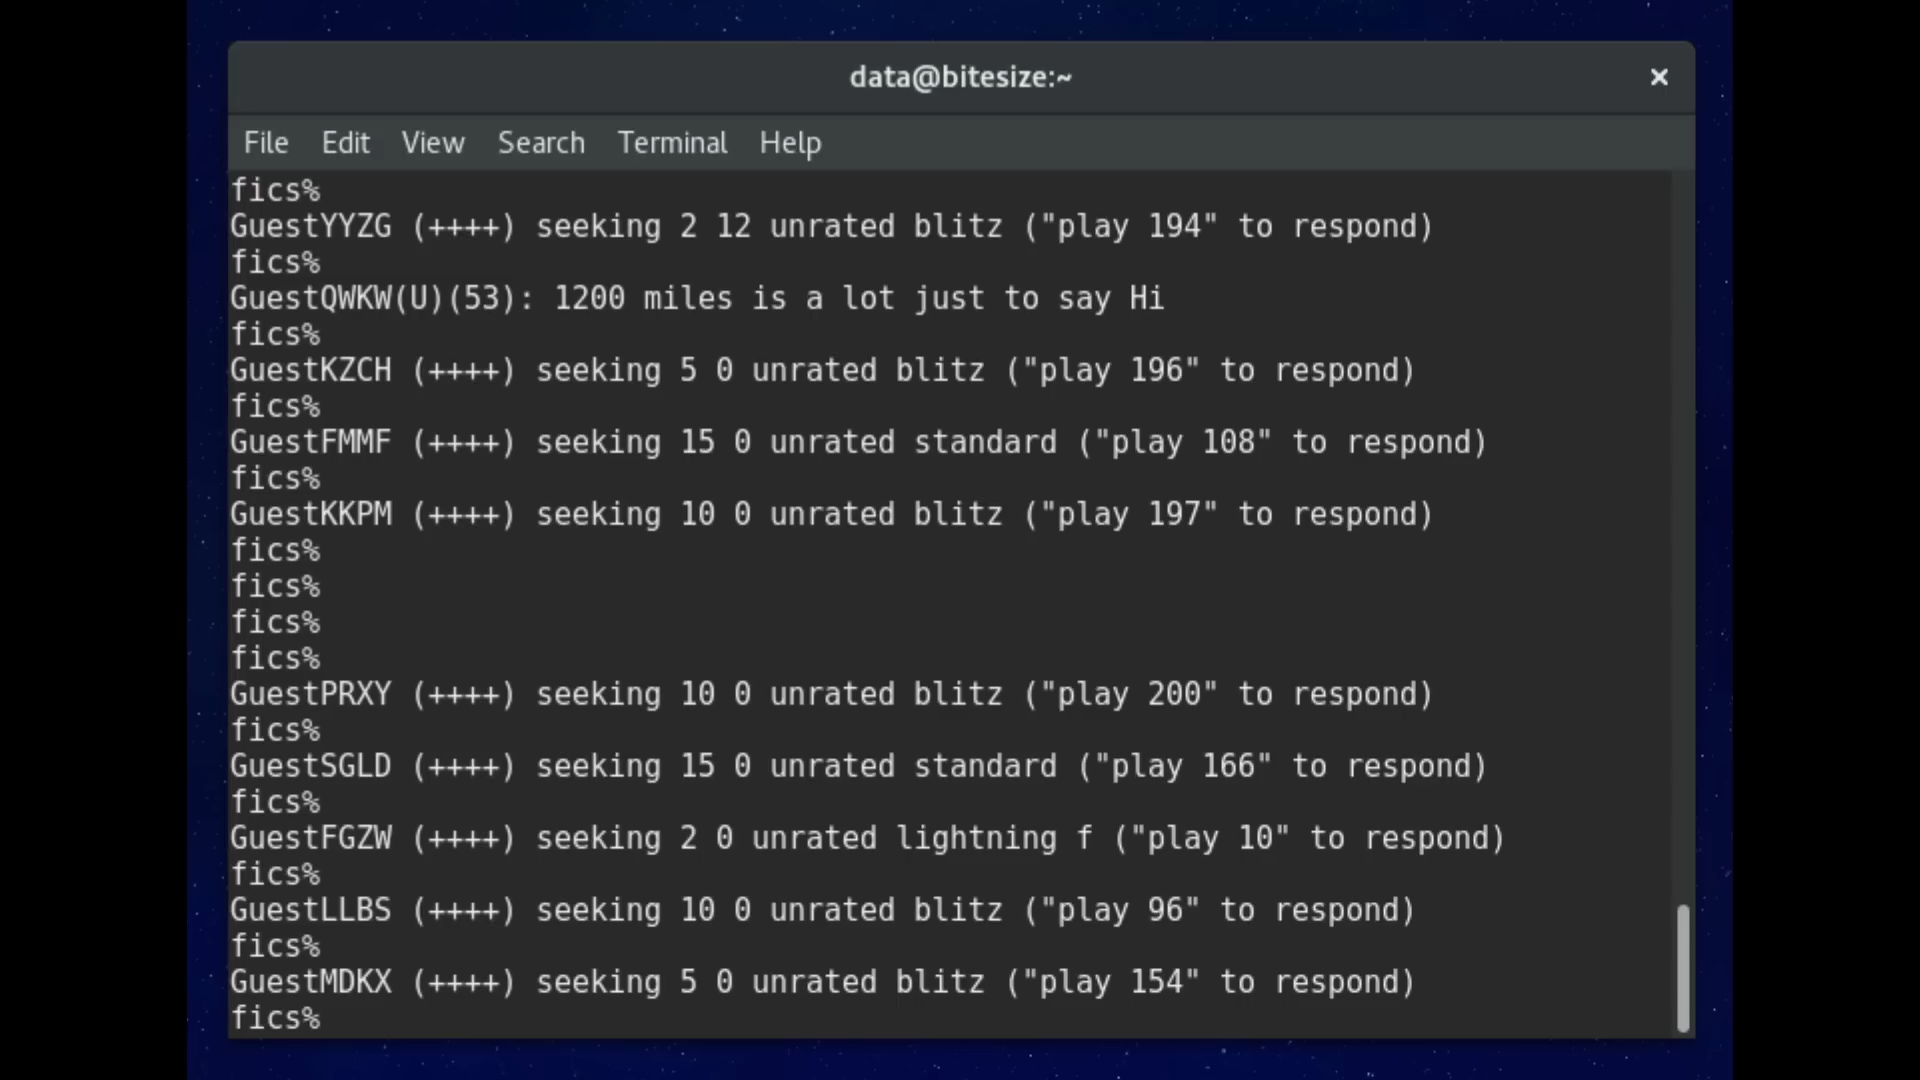 data@bitesize:~
×
File Edit View Search Terminal Help
fics%
GuestYYZG (++++) seeking 2 12 unrated blitz ("play 194" to respond)
fics%
GuestQWKW(U)(53): 1200 miles is a lot just to say Hi
fics%
GuestKZCH (++++) seeking 5 0 unrated blitz ("play 196" to respond)
fics%
GuestFMMF (++++) seeking 15 0 unrated standard ("play 108" to respond)
fics%
GuestKKPM (++++) seeking 10 0 unrated blitz ("play 197" to respond)
fics%
fics%
fics%
fics%
GuestPRXY (++++) seeking 10 0 unrated blitz ("play 200" to respond)
fics%
GuestSGLD (++++) seeking 15 0 unrated standard ("play 166" to respond)
fics%
GuestFGZW (++++) seeking 2 0 unrated lightning f ("play 10" to respond)
fics%
GuestLLBS (++++) seeking 10 0 unrated blitz ("play 96" to respond)
fics%
GuestMDKX (++++) seeking 5 0 unrated blitz ("play 154" to respond)
fics%